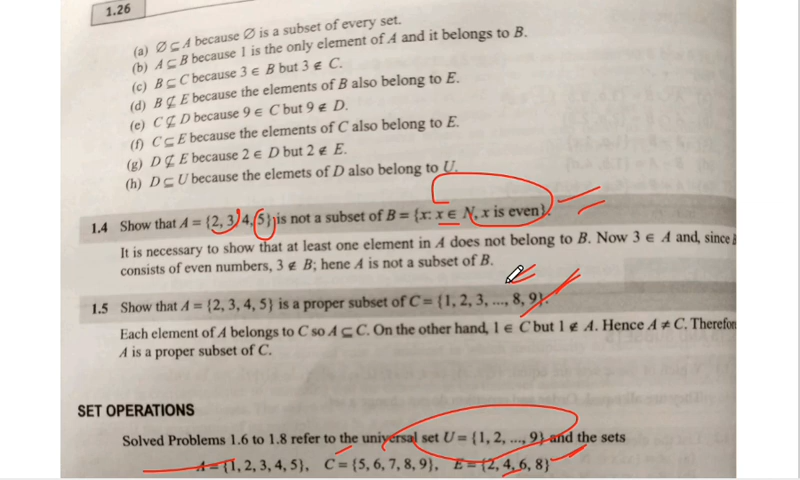 1.26
(a) ∅ ⊆ A because ∅ is a subset of every set.
(b) A ⊆ B because 1 is the only element of A and it belongs to B.
(c) B ⊆ C because 3 ∈ B but 3 ∉ C.
(d) B ⊈ E because the elements of B also belong to E.
(e) C ⊈ D because 9 ∈ C but 9 ∉ D.
(f) C ⊆ E because the elements of C also belong to E.
(g) D ⊈ E because 2 ∈ D but 2 ∉ E.
(h) D ⊆ U because the elemets of D also belong to U.
1.4 Show that A = {2, 3, 4, 5} is not a subset of B = {x: x ∈ N, x is even}.
It is necessary to show that at least one element in A does not belong to B. Now 3 ∈ A and, since
consists of even numbers, 3 ∉ B; hene A is not a subset of B.
1.5 Show that A = {2, 3, 4, 5} is a proper subset of C = {1, 2, 3, ..., 8, 9}.
Each element of A belongs to C so A ⊆ C. On the other hand, 1 ∈ C but 1 ∉ A. Hence A ≠ C. Therefor
A is a proper subset of C.
SET OPERATIONS
Solved Problems 1.6 to 1.8 refer to the universal set U = {1, 2, ..., 9} and the sets
A = {1, 2, 3, 4, 5}, C = {5, 6, 7, 8, 9}, E = {2, 4, 6, 8}